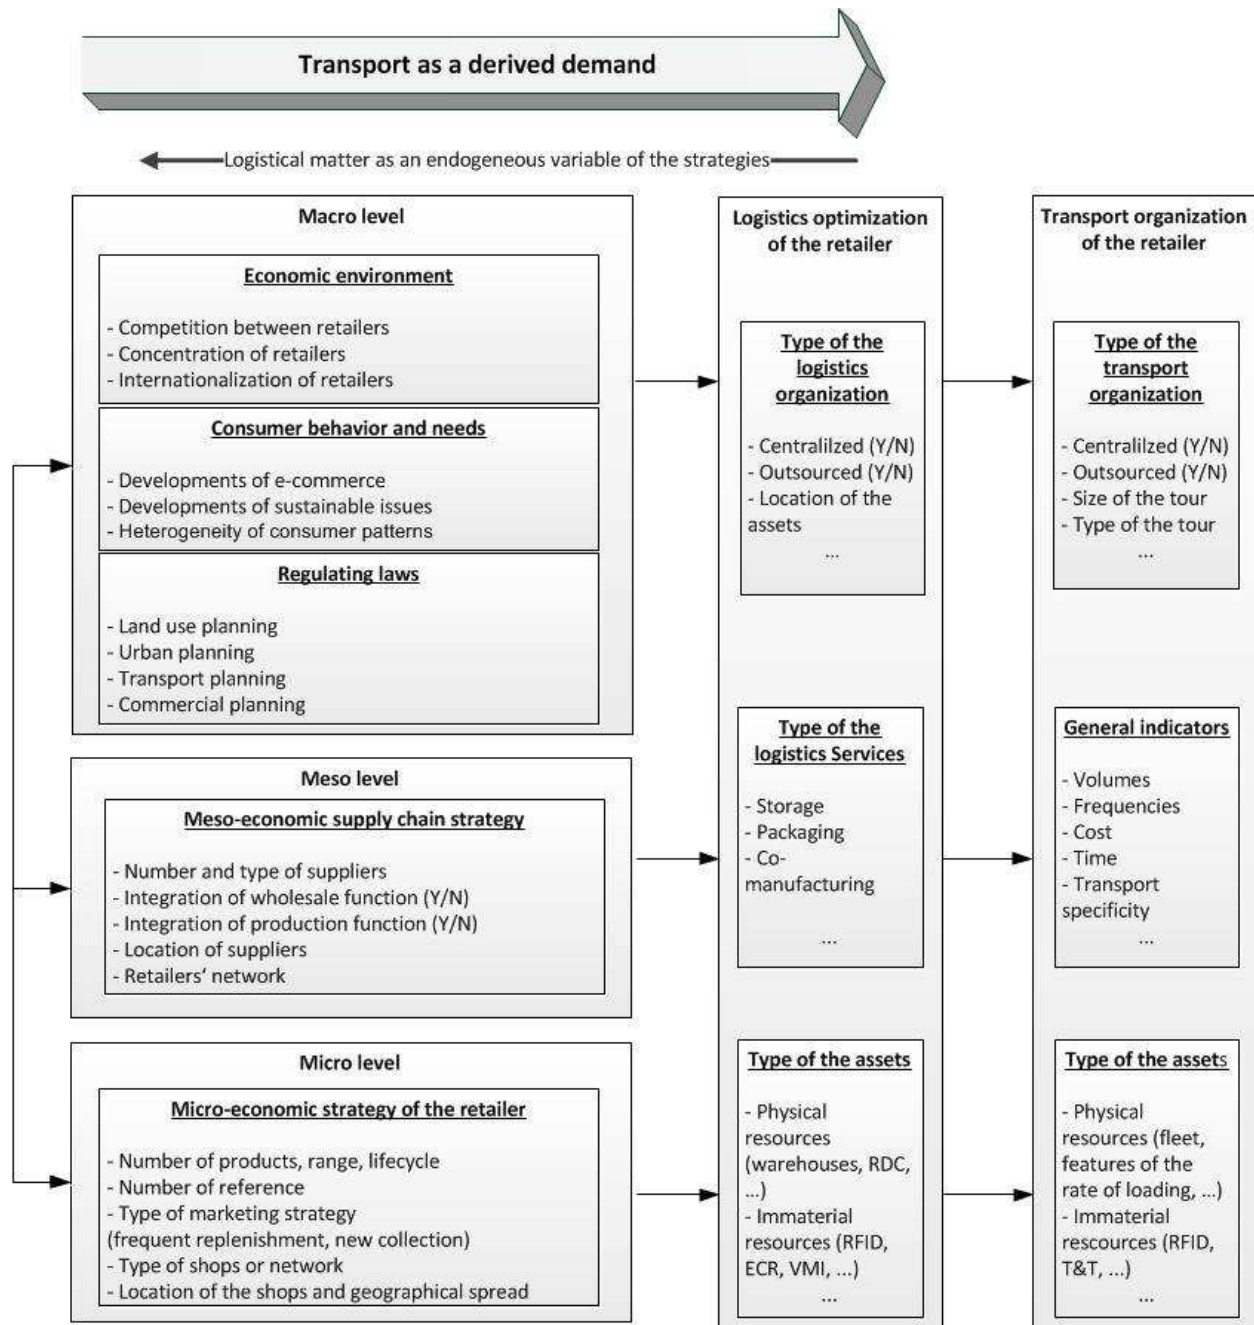 Transport as a derived demand
Logistical matter as an endogeneous variable of the strategies
Macro level
Economic environment
- Competition between retailers
- Concentration of retailers
- Internationalization of retailers
Consumer behavior and needs
- Developments of e-commerce
- Developments of sustainable issues
- Heterogeneity of consumer patterns
Regulating laws
- Land use planning
- Urban planning
- Transport planning
- Commercial planning
Meso level
Meso-economic supply chain strategy
- Number and type of suppliers
- Integration of wholesale function (Y/N)
- Integration of production function (Y/N)
- Location of suppliers
- Retailers‘ network
Micro level
Micro-economic strategy of the retailer
- Number of products, range, lifecycle
- Number of reference
- Type of marketing strategy
(frequent replenishment, new collection)
- Type of shops or network
- Location of the shops and geographical spread
Logistics optimization
of the retailer
Type of the
logistics
organization
- Centralilzed (Y/N)
- Outsourced (Y/N)
- Location of the
assets
...
Type of the
logistics Services
- Storage
- Packaging
- Co-
manufacturing
...
Type of the assets
- Physical
resources
(warehouses, RDC,
...)
- Immaterial
resources (RFID,
ECR, VMI, ...)
...
Transport organization
of the retailer
Type of the
transport
organization
- Centralilzed (Y/N)
- Outsourced (Y/N)
- Size of the tour
- Type of the tour
...
General indicators
- Volumes
- Frequencies
- Cost
- Time
- Transport
specificity
...
Type of the assets
- Physical
resources (fleet,
features of the
rate of loading, ...)
- Immaterial
rescources (RFID,
T&T, ...)
...